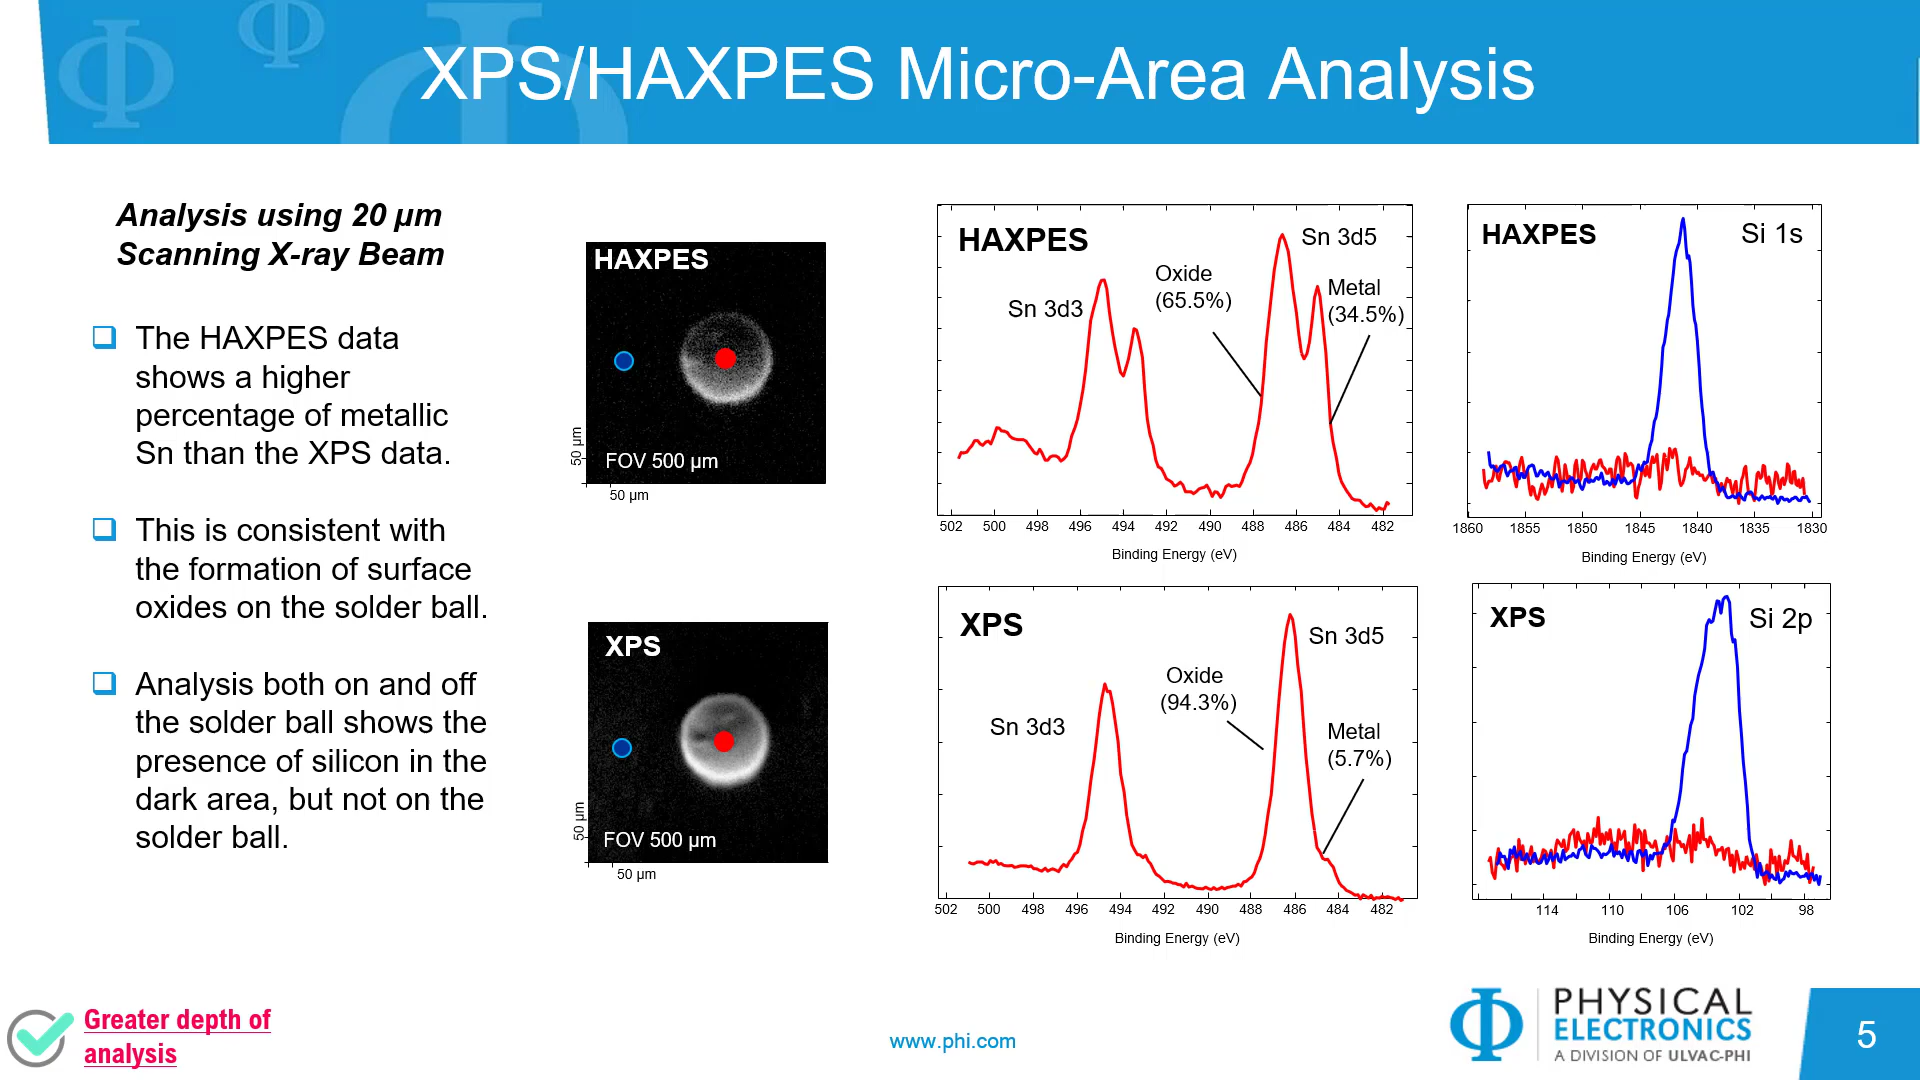 XPS/HAXPES Micro-Area Analysis
Analysis using 20 µm
Scanning X-ray Beam
The HAXPES data
shows a higher
percentage of metallic
Sn than the XPS data.
This is consistent with
the formation of surface
oxides on the solder ball.
Analysis both on and off
the solder ball shows the
presence of silicon in the
dark area, but not on the
solder ball.
HAXPES
FOV 500 µm
50 µm
50 µm
XPS
FOV 500 µm
50 µm
50 µm
HAXPES
Sn 3d5
Oxide
(65.5%)
Metal
(34.5%)
Sn 3d3
502 500 498 496 494 492 490 488 486 484 482
Binding Energy (eV)
HAXPES
Si 1s
1860 1855 1850 1845 1840 1835 1830
Binding Energy (eV)
XPS
Sn 3d5
Oxide
(94.3%)
Sn 3d3
Metal
(5.7%)
502 500 498 496 494 492 490 488 486 484 482
Binding Energy (eV)
XPS
Si 2p
114 110 106 102 98
Binding Energy (eV)
Greater depth of
analysis
www.phi.com
PHYSICAL
ELECTRONICS
A DIVISION OF ULVAC-PHI
5